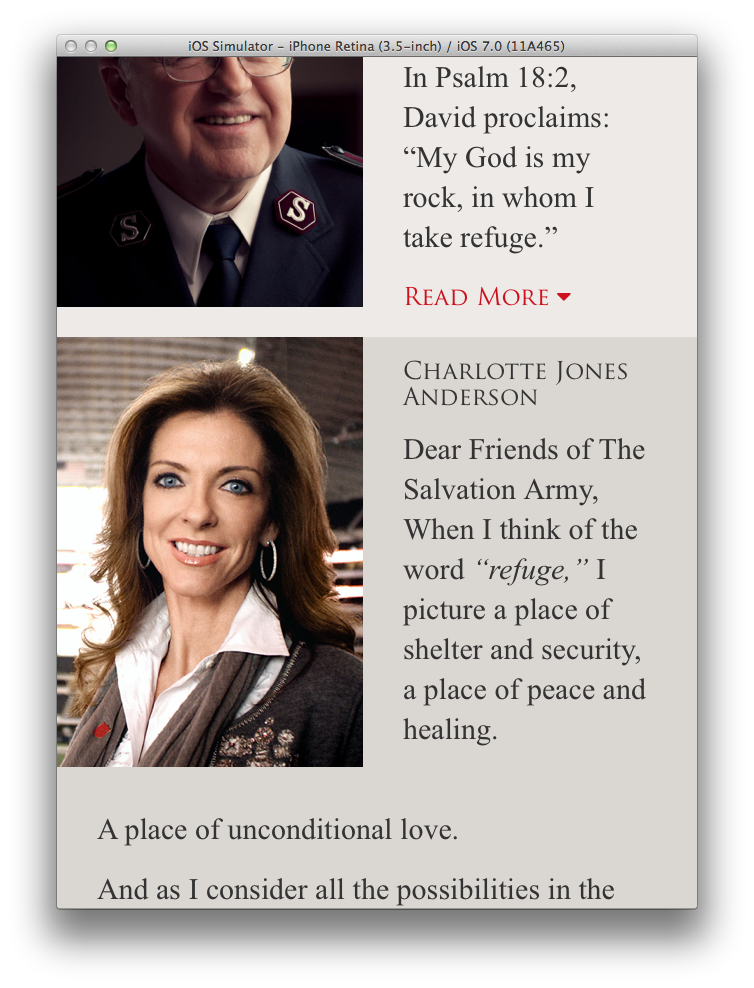 iOS Simulator – iPhone Retina (3.5–inch) / iOS 7.0 (11A465)
S
S
In Psalm 18:2,
David proclaims:
“My God is my
rock, in whom I
take refuge.”
Read More
Charlotte Jones
Anderson
Dear Friends of The
Salvation Army,
When I think of the
word “refuge,” I
picture a place of
shelter and security,
a place of peace and
healing.
A place of unconditional love.
And as I consider all the possibilities in the